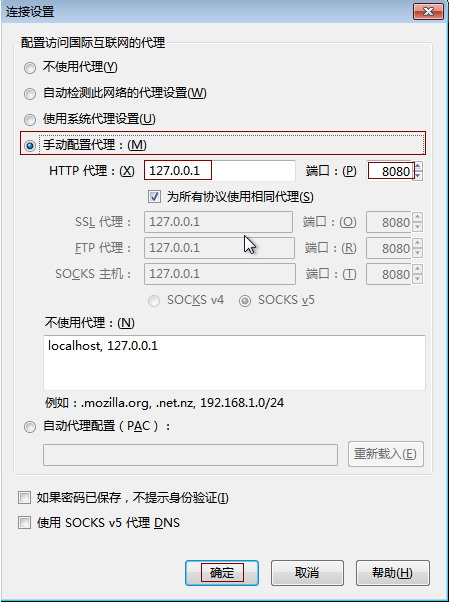 连接设置
配置访问国际互联网的代理
不使用代理(Y)
自动检测此网络的代理设置(W)
使用系统代理设置(U)
手动配置代理：(M)
HTTP 代理：(X) 127.0.0.1 端口：(P) 8080
为所有协议使用相同代理(S)
SSL 代理： 127.0.0.1 端口：(O) 8080
FTP 代理： 127.0.0.1 端口：(R) 8080
SOCKS 主机： 127.0.0.1 端口：(T) 8080
SOCKS v4 SOCKS v5
不使用代理：(N)
localhost, 127.0.0.1
例如：.mozilla.org, .net.nz, 192.168.1.0/24
自动代理配置（PAC）：
重新载入(E)
如果密码已保存，不提示身份验证(I)
使用 SOCKS v5 代理 DNS
确定 取消 帮助(H)